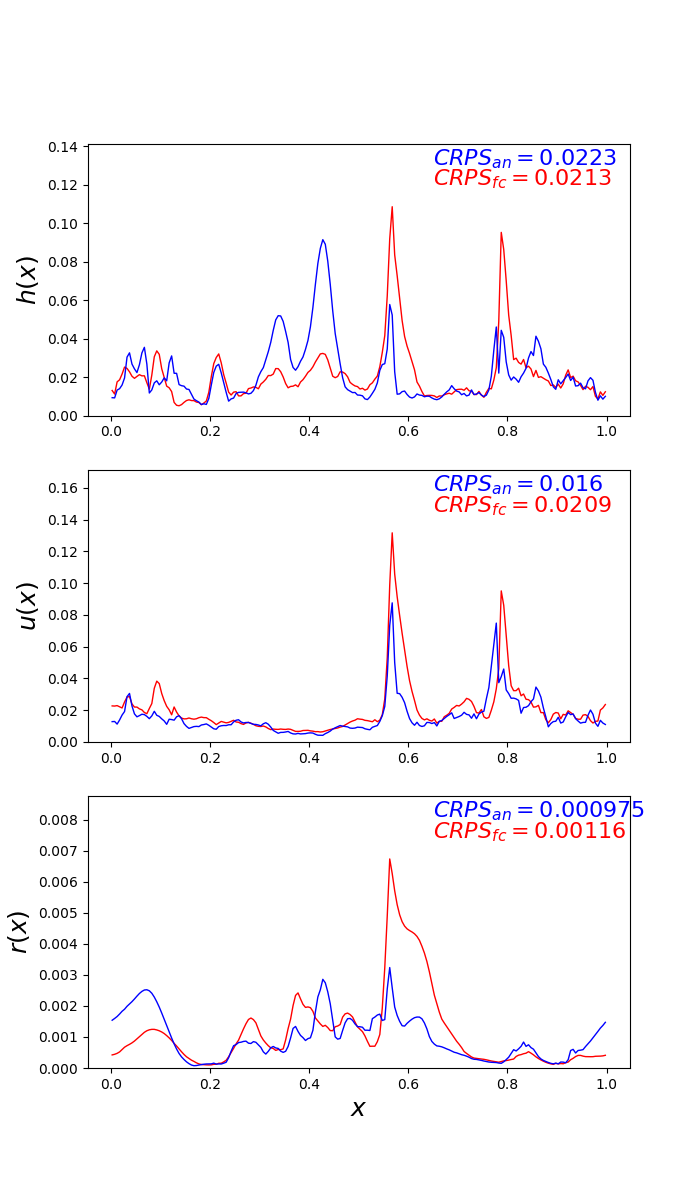 0.14
CRPS_an = 0.0223
CRPS_fc = 0.0213
0.12
0.10
h(x)
0.08
0.06
0.04
0.02
0.00
0.0 0.2 0.4 0.6 0.8 1.0
CRPS_an = 0.016
0.16
CRPS_fc = 0.0209
0.14
0.12
u(x)
0.10
0.08
0.06
0.04
0.02
0.00
0.0 0.2 0.4 0.6 0.8 1.0
CRPS_an = 0.000975
0.008
CRPS_fc = 0.00116
0.007
0.006
r(x)
0.005
0.004
0.003
0.002
0.001
0.000
0.0 0.2 0.4 0.6 0.8 1.0
x